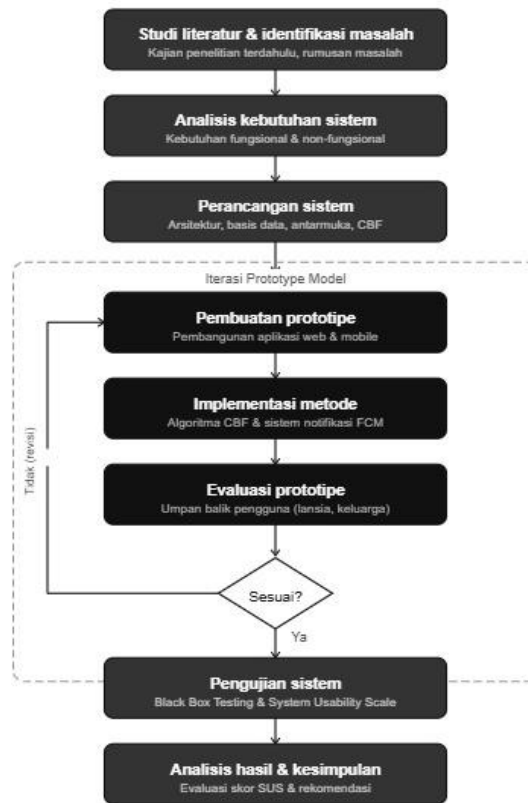 Studi literatur & identifikasi masalah
Kajian penelitian terdahulu, rumusan masalah
Analisis kebutuhan sistem
Kebutuhan fungsional & non-fungsional
Perancangan sistem
Arsitektur, basis data, antarmuka, CBF
Iterasi Prototype Model
Pembuatan prototipe
Pembangunan aplikasi web & mobile
Implementasi metode
Algoritma CBF & sistem notifikasi FCM
Evaluasi prototipe
Umpan balik pengguna (lansia, keluarga)
Tidak (revisi)
Sesuai?
Ya
Pengujian sistem
Black Box Testing & System Usability Scale
Analisis hasil & kesimpulan
Evaluasi skor SUS & rekomendasi